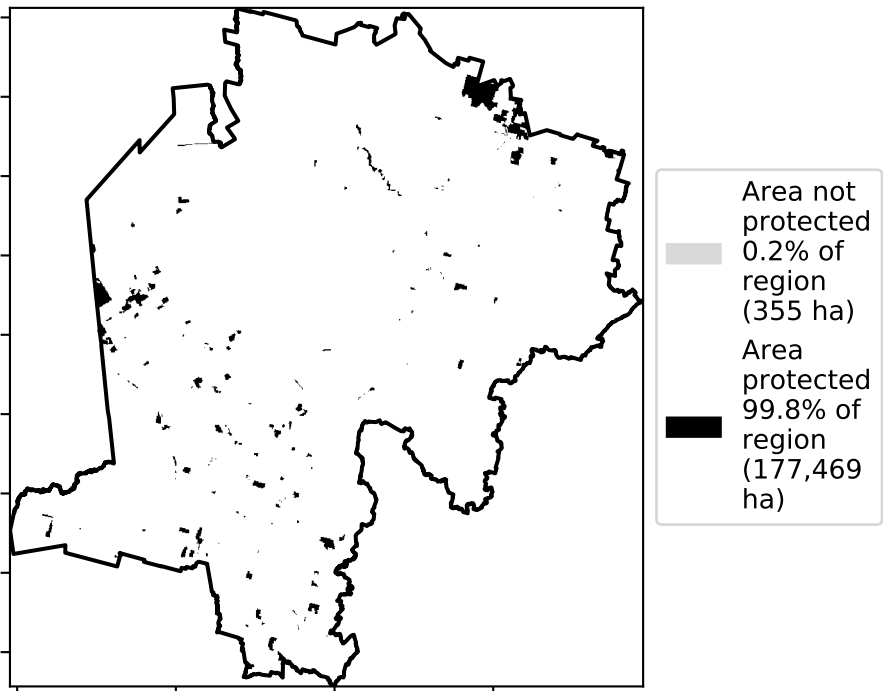 Area not
protected
0.2% of
region
(355 ha)
Area
protected
99.8% of
region
(177,469
ha)